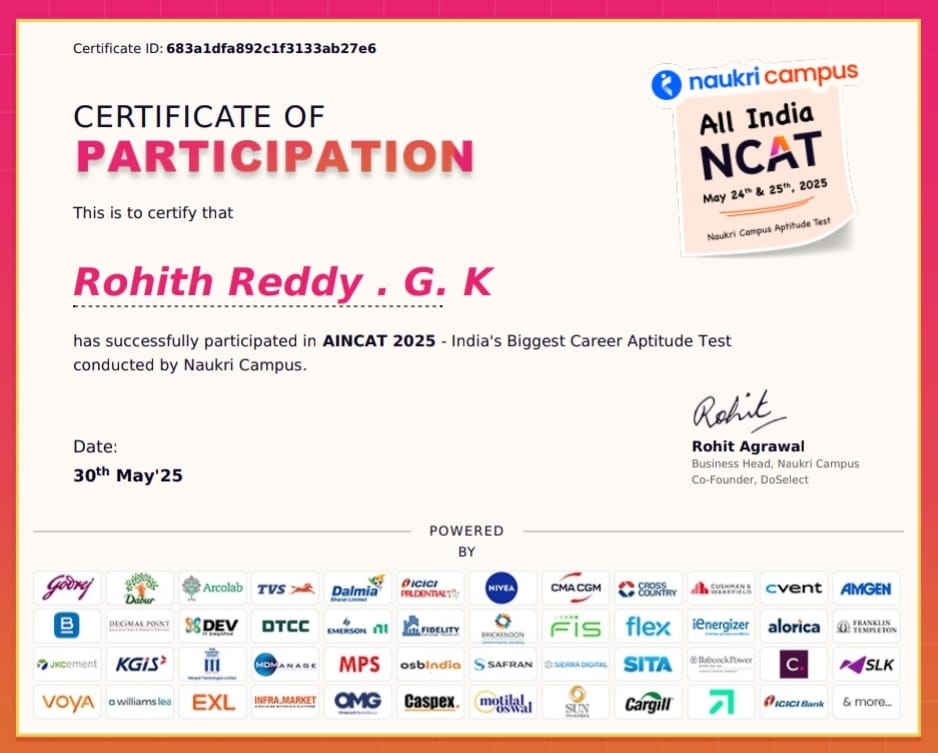 Certificate ID: 683a1dfa892c1f3133ab27e6
naukri campus
All India
NCAT
May 24th & 25th, 2025
Naukri Campus Aptitude Test
CERTIFICATE OF
PARTICIPATION
This is to certify that
Rohith Reddy . G. K
has successfully participated in AINCAT 2025 - India's Biggest Career Aptitude Test
conducted by Naukri Campus.
Rohit
Date:
30th May'25
Rohit Agrawal
Business Head, Naukri Campus
Co-Founder, DoSelect
POWERED
BY
Godrej Dabur Arcolab TVS Dalmia Bharat Limited ICICI PRUDENTIAL NIVEA CMA CGM CROSS COUNTRY CUSHMAN & WAKEFIELD cvent AMGEN
B DECIMAL POINT DEV IT Simplified DTCC EMERSON NI FIDELITY BRICKENDON FIS flex iEnergizer alorica FRANKLIN TEMPLETON
JKcement KGiS MDMANAGE MPS osbIndia SAFRAN SIERRA DIGITAL SITA BabcockPower C. SLK
VOYA williams lea EXL INFRA.MARKET OMG Caspex. motilal oswal SUN Cargill ICICI Bank & more...